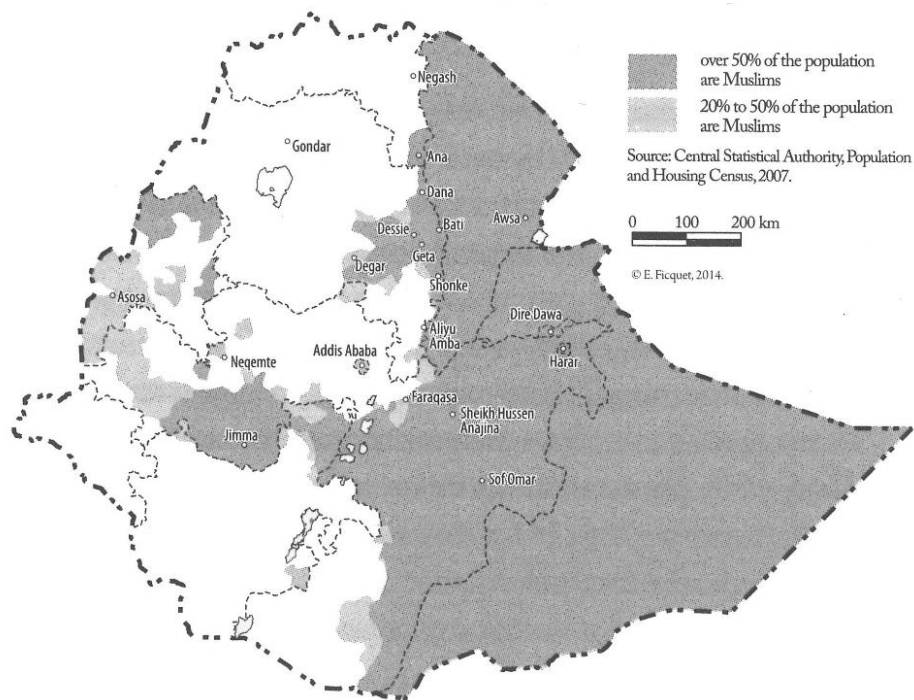 over 50% of the population
are Muslims
20% to 50% of the population
are Muslims
Source: Central Statistical Authority, Population
and Housing Census, 2007.
0 100 200 km
© E. Ficquet, 2014.
Negash
Gondar
Ana
Dana
Awsa
Dessie
Bati
Geta
Degar
Shonke
Asosa
Dire Dawa
Aliyu
Amba
Addis Ababa
Neqemte
Harar
Faraqasa
Sheikh Hussen
Anajina
Jimma
Sof Omar